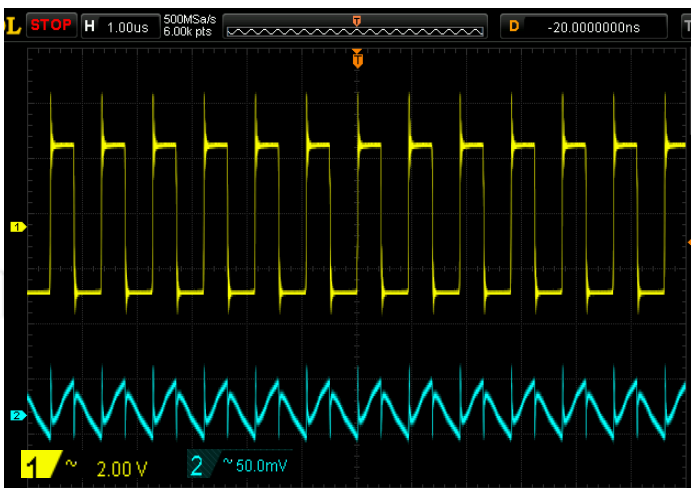 L STOP H 1.00us 500MSa/s 6.00k pts T D -20.0000000ns T
T
1
2
1 ~ 2.00 V 2 ~ 50.0mV